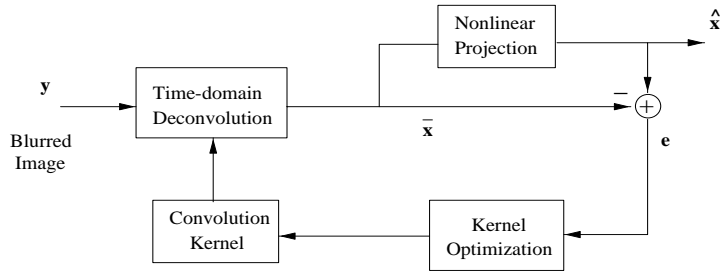 Nonlinear
Projection
x̂
y
Time-domain
Deconvolution
−
+
x̄
e
Blurred
Image
Convolution
Kernel
Kernel
Optimization